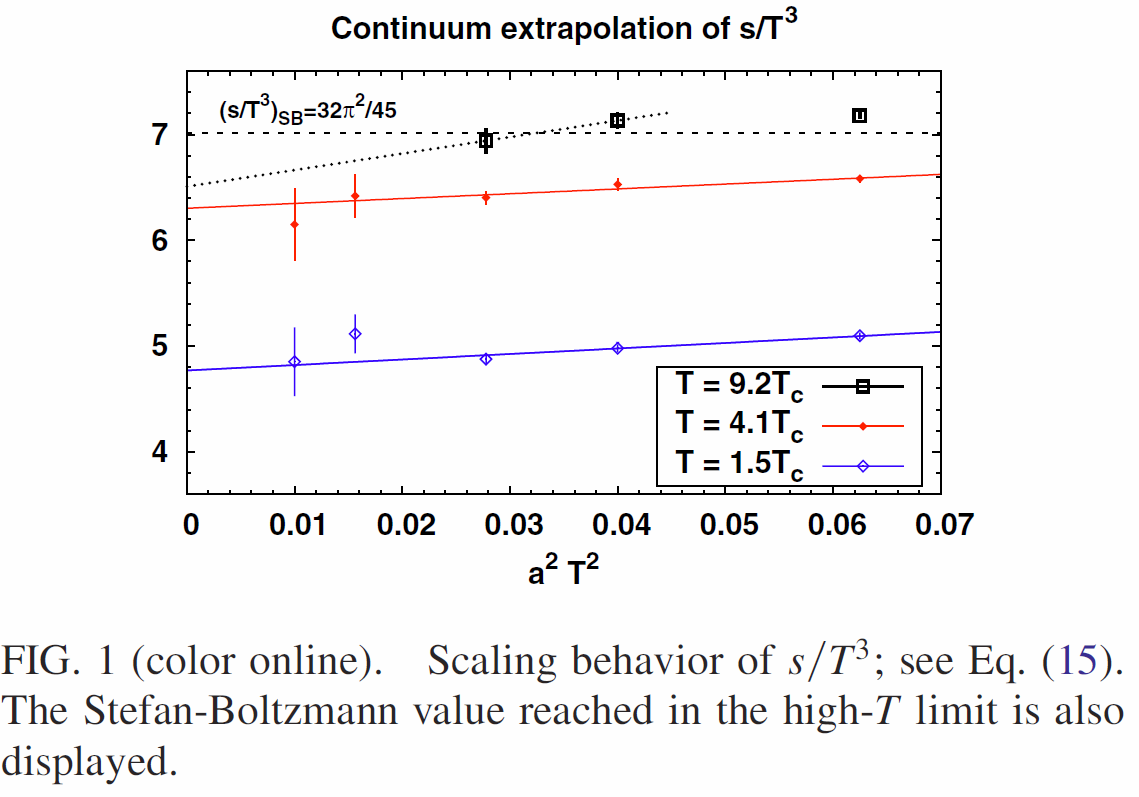 Continuum extrapolation of s/T³
(s/T³)SB=32π²/45
7
6
5
4
T = 9.2Tc
T = 4.1Tc
T = 1.5Tc
0 0.01 0.02 0.03 0.04 0.05 0.06 0.07
a² T²
FIG. 1 (color online). Scaling behavior of s/T³; see Eq. (15).
The Stefan-Boltzmann value reached in the high-T limit is also
displayed.